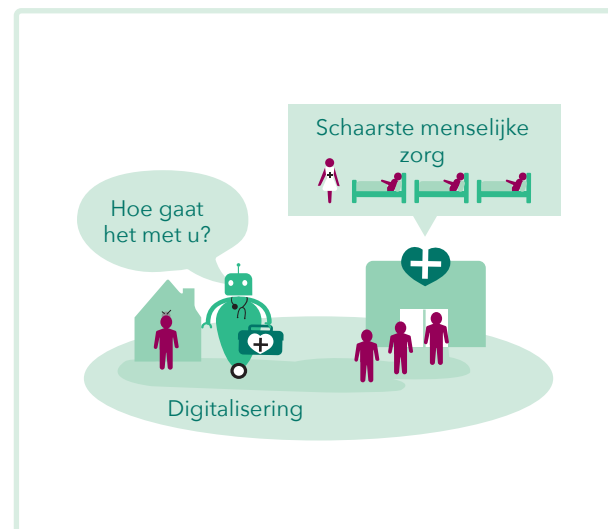 Schaarste menselijke
zorg
Hoe gaat
het met u?
Digitalisering